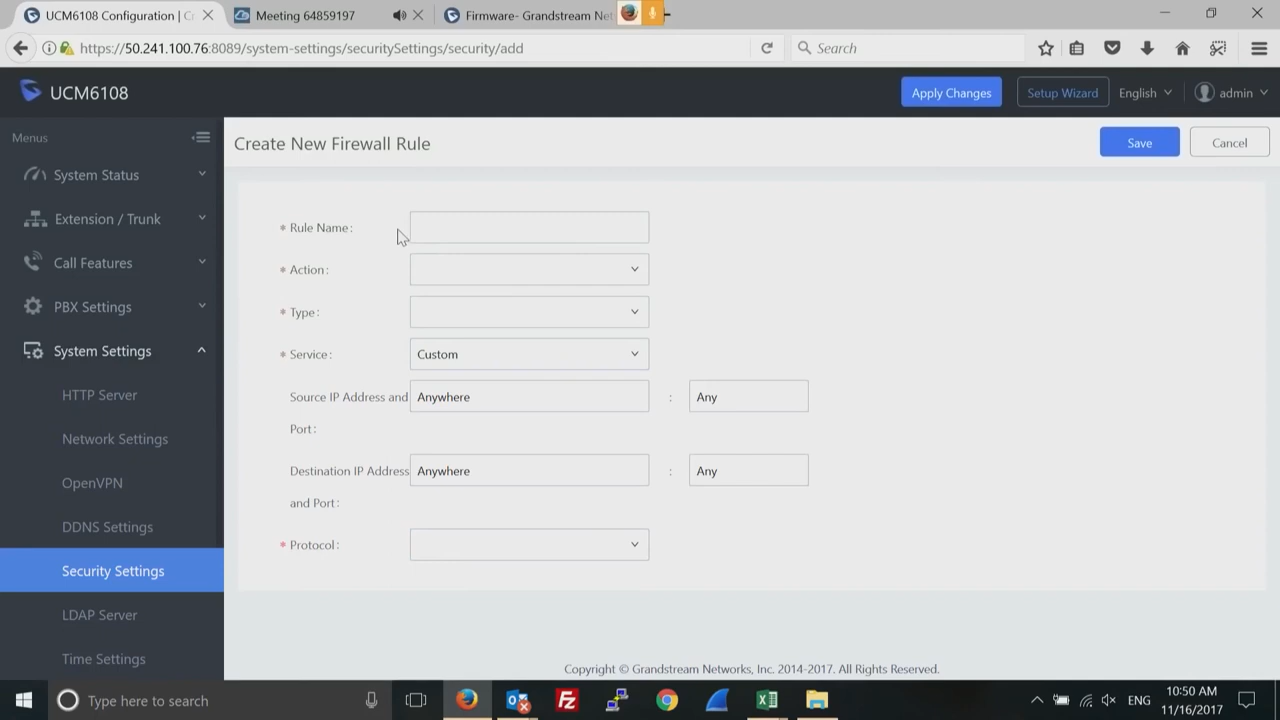 UCM6108 Configuration | C
Meeting 64859197
Firmware- Grandstream Net
https://50.241.100.76:8089/system-settings/securitySettings/security/add
Search
UCM6108
Apply Changes
Setup Wizard
English
admin
Menus
Create New Firewall Rule
Save
Cancel
System Status
Extension / Trunk
Call Features
PBX Settings
System Settings
HTTP Server
Network Settings
OpenVPN
DDNS Settings
Security Settings
LDAP Server
Time Settings
* Rule Name :
* Action :
* Type :
* Service :
Custom
Source IP Address and
Anywhere
:
Any
Port :
Destination IP Address
Anywhere
:
Any
and Port :
* Protocol :
Copyright © Grandstream Networks, Inc. 2014-2017. All Rights Reserved.
Type here to search
ENG
10:50 AM
11/16/2017